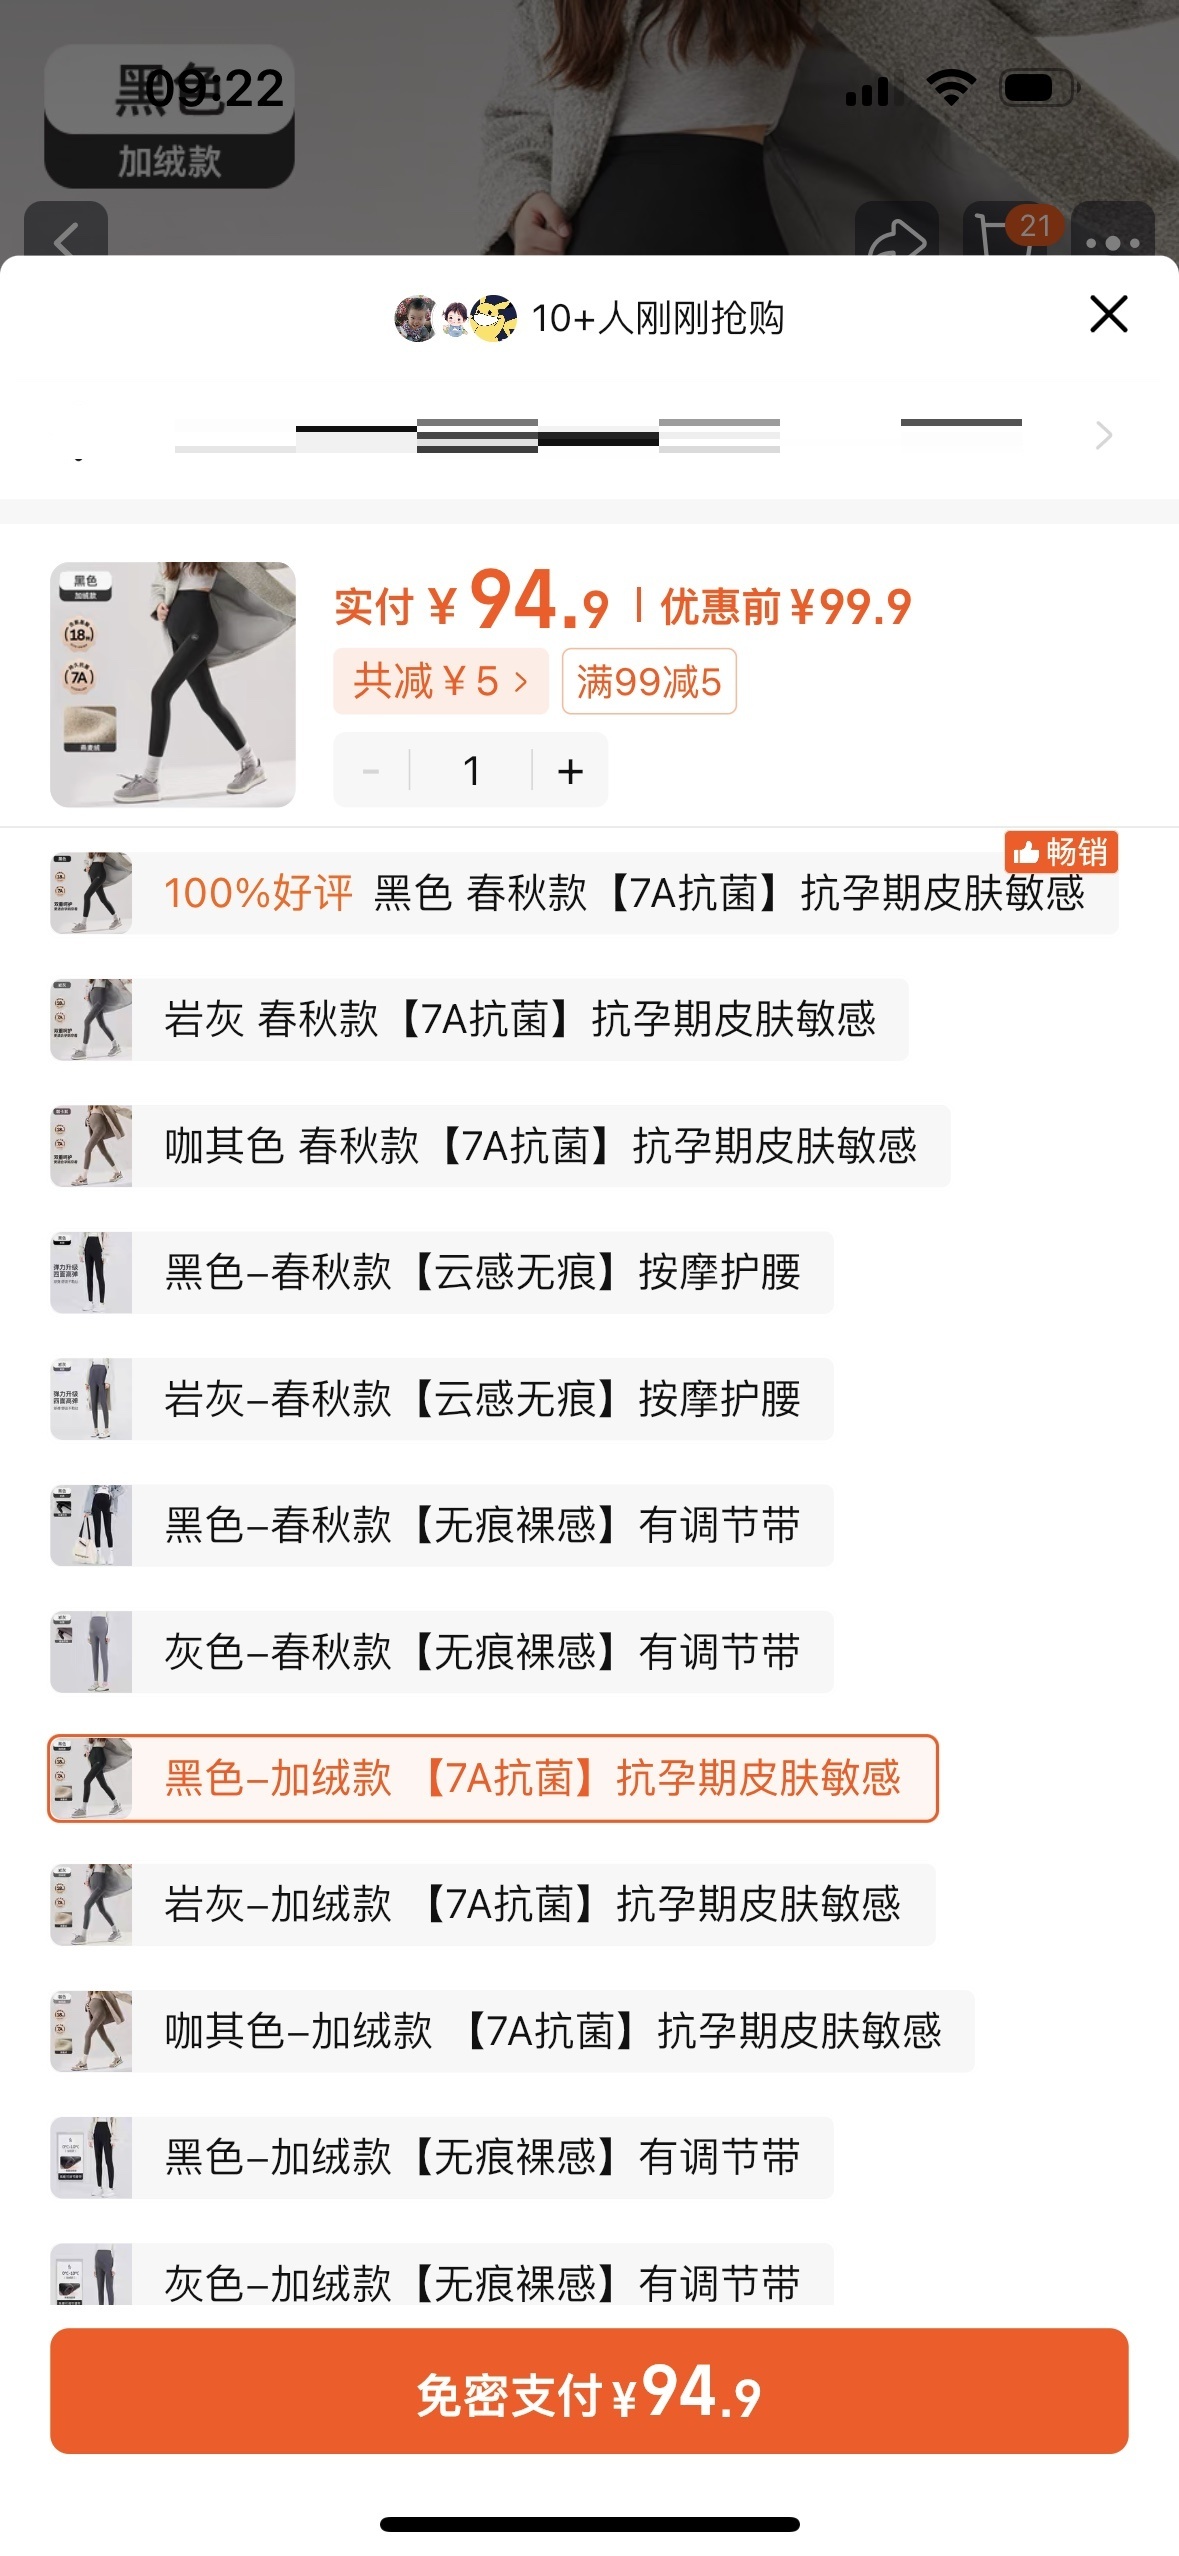 黑色
09:22
加绒款
21
10+人刚刚抢购
黑色
加绒款
18
7A
实付 ¥94.9 | 优惠前 ¥99.9
共减 ¥ 5 >
满99减5
- 1 +
畅销
100%好评 黑色 春秋款【7A抗菌】抗孕期皮肤敏感
岩灰 春秋款【7A抗菌】抗孕期皮肤敏感
咖其色 春秋款【7A抗菌】抗孕期皮肤敏感
黑色–春秋款【云感无痕】按摩护腰
岩灰–春秋款【云感无痕】按摩护腰
黑色–春秋款【无痕裸感】有调节带
灰色–春秋款【无痕裸感】有调节带
黑色–加绒款 【7A抗菌】抗孕期皮肤敏感
岩灰–加绒款 【7A抗菌】抗孕期皮肤敏感
咖其色–加绒款 【7A抗菌】抗孕期皮肤敏感
黑色–加绒款【无痕裸感】有调节带
灰色–加绒款【无痕裸感】有调节带
免密支付 ¥94.9